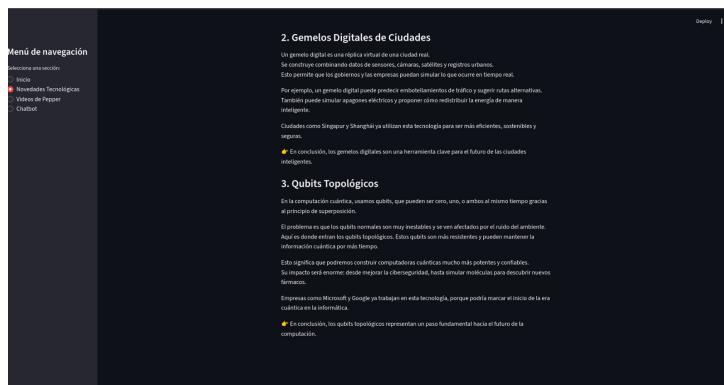 Deploy
Menú de navegación
Selecciona una sección:
Inicio
Novedades Tecnológicas
Videos de Pepper
Chatbot
2. Gemelos Digitales de Ciudades
Un gemelo digital es una réplica virtual de una ciudad real.
Se construye combinando datos de sensores, cámaras, satélites y registros urbanos.
Esto permite que los gobiernos y las empresas puedan simular lo que ocurre en tiempo real.
Por ejemplo, un gemelo digital puede predecir embotellamientos de tráfico y sugerir rutas alternativas.
También puede simular apagones eléctricos y proponer cómo redistribuir la energía de manera
inteligente.
Ciudades como Singapur y Shanghái ya utilizan esta tecnología para ser más eficientes, sostenibles y
seguras.
👉 En conclusión, los gemelos digitales son una herramienta clave para el futuro de las ciudades
inteligentes.
3. Qubits Topológicos
En la computación cuántica, usamos qubits, que pueden ser cero, uno, o ambos al mismo tiempo gracias
al principio de superposición.
El problema es que los qubits normales son muy inestables y se ven afectados por el ruido del ambiente.
Aquí es donde entran los qubits topológicos. Estos qubits son más resistentes y pueden mantener la
información cuántica por más tiempo.
Esto significa que podremos construir computadoras cuánticas mucho más potentes y confiables.
Su impacto será enorme: desde mejorar la ciberseguridad, hasta simular moléculas para descubrir nuevos
fármacos.
Empresas como Microsoft y Google ya trabajan en esta tecnología, porque podría marcar el inicio de la era
cuántica en la informática.
👉 En conclusión, los qubits topológicos representan un paso fundamental hacia el futuro de la
computación.